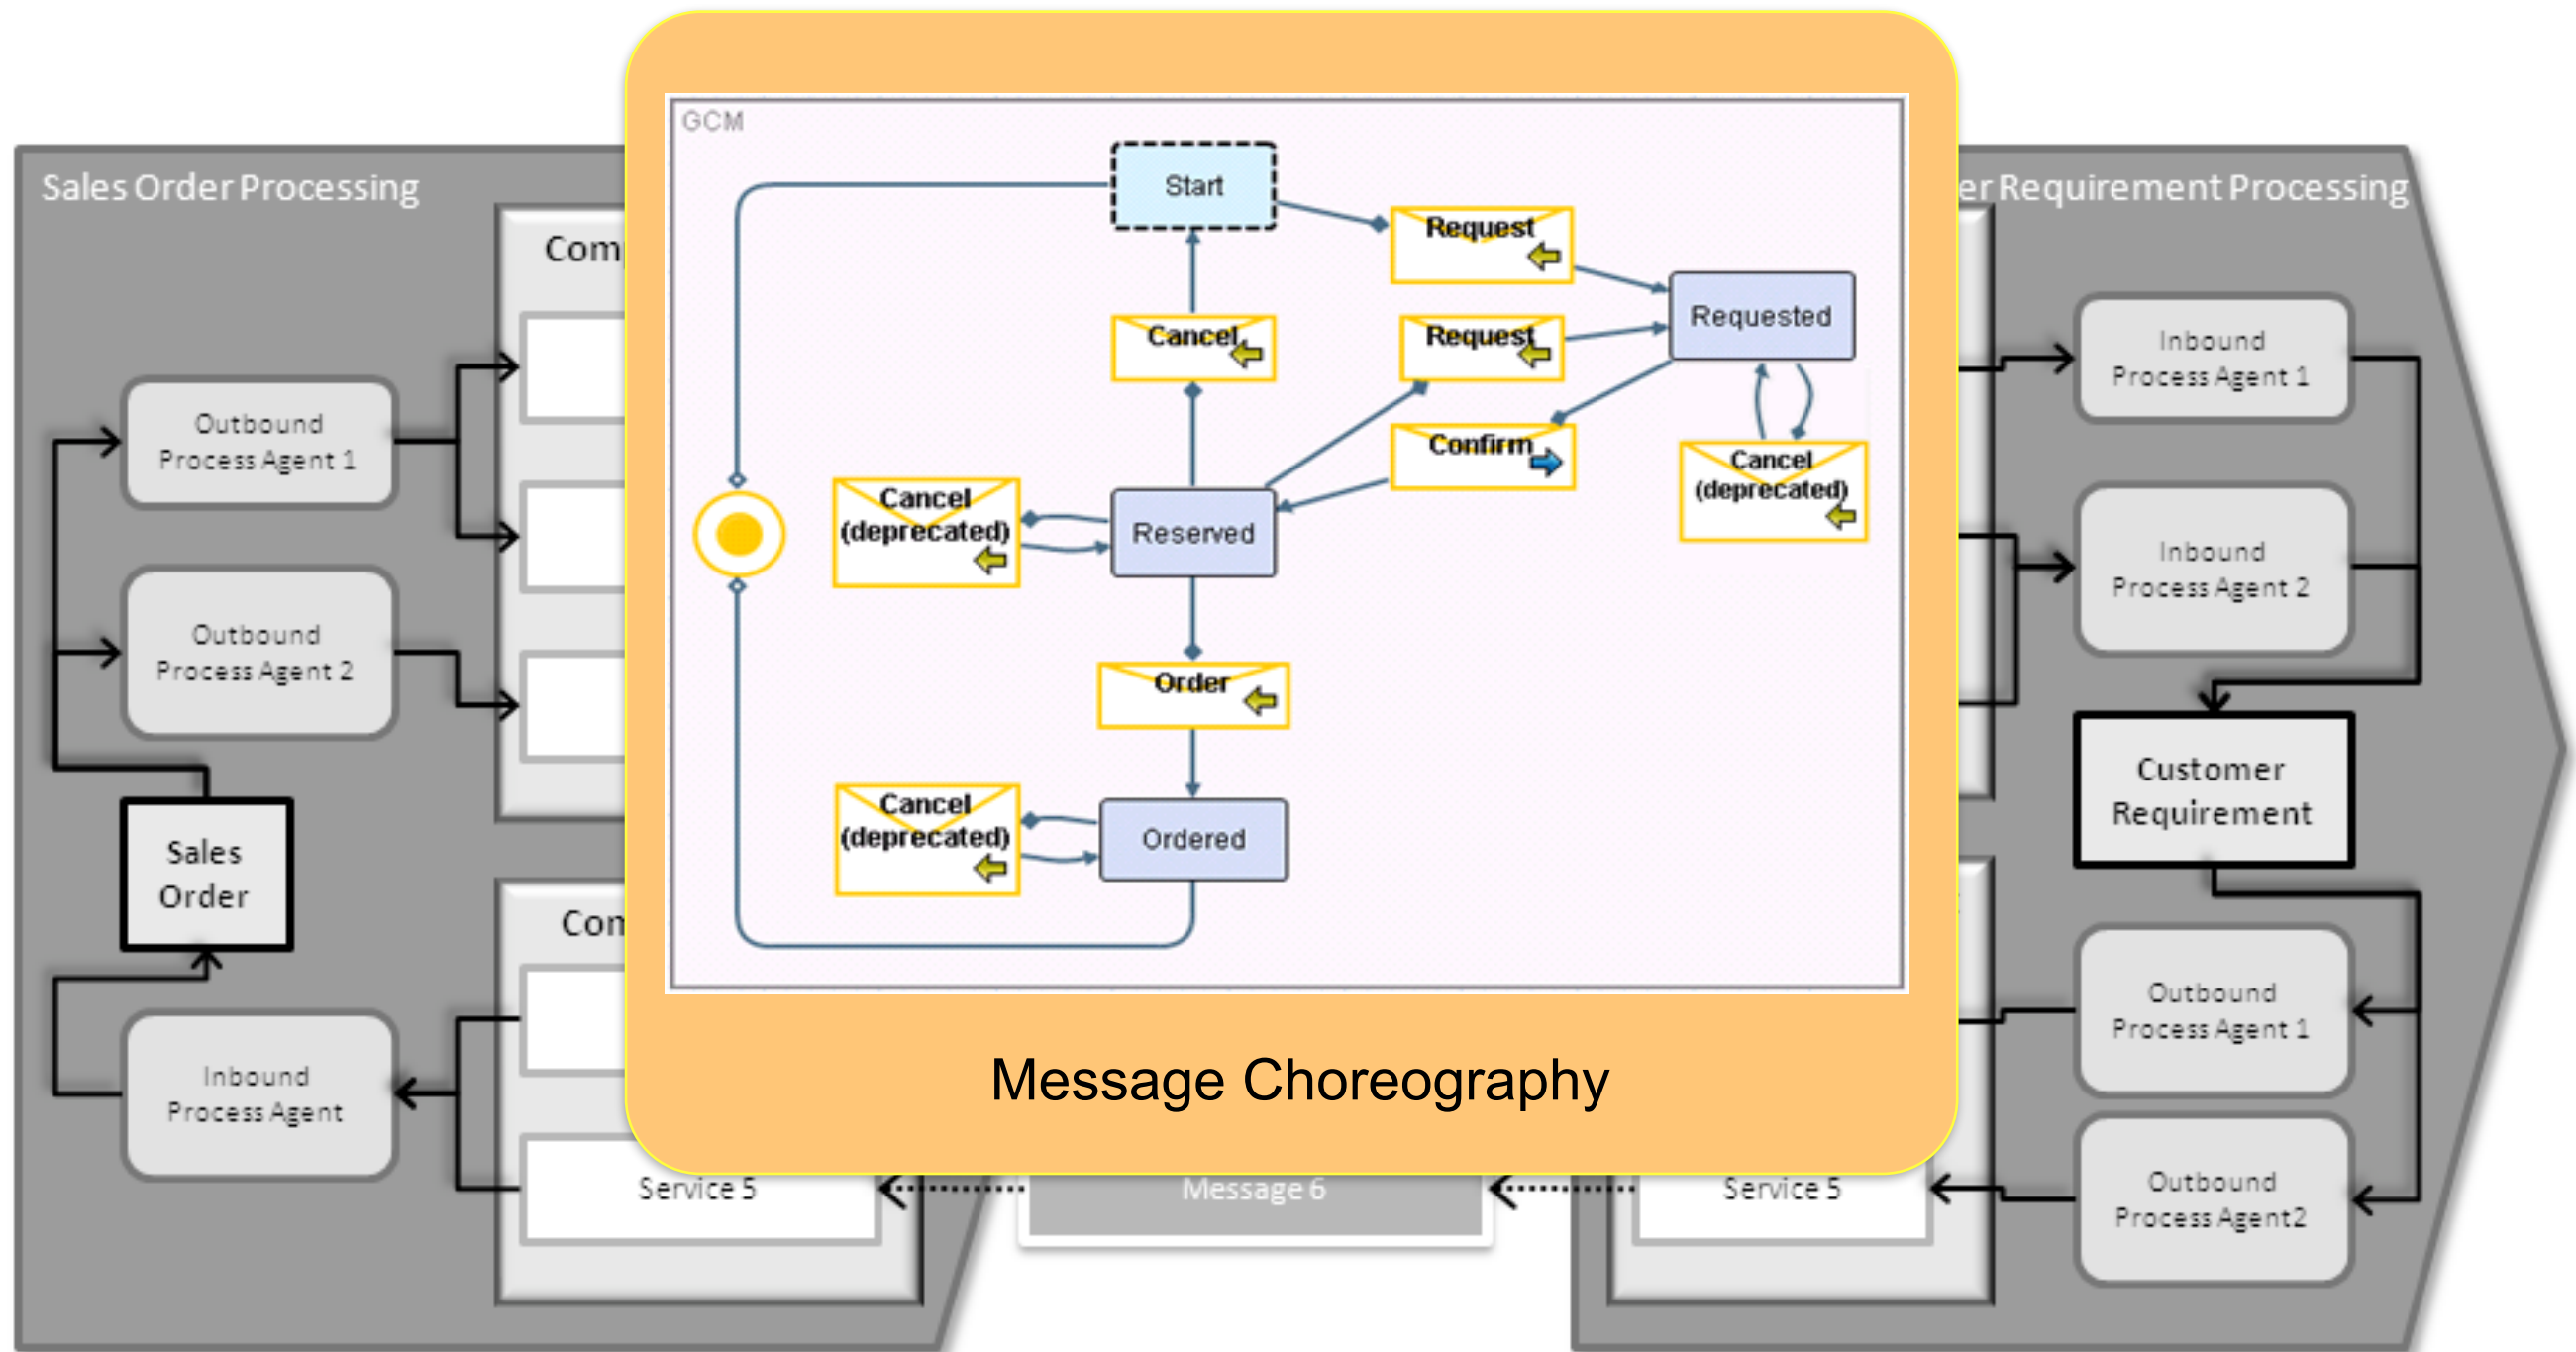 Sales Order Processing
Outbound
Process Agent 1
Outbound
Process Agent 2
Sales
Order
Inbound
Process Agent
Service 5
GCM
Start
Request
Requested
Cancel
Request
Confirm
Cancel
(deprecated)
Cancel
(deprecated)
Reserved
Order
Cancel
(deprecated)
Ordered
Message Choreography
Message 6
Requirement Processing
Inbound
Process Agent 1
Inbound
Process Agent 2
Customer
Requirement
Outbound
Process Agent 1
Outbound
Process Agent2
Service 5